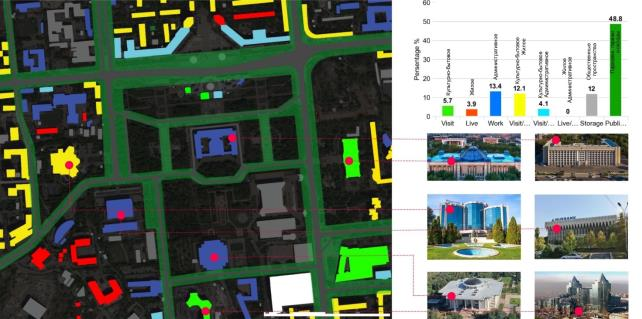 60
50
40
30
20
10
0
Persentage %
Культурно-бытовое
Жилое
Административное
Культурно-бытовое
Жилое
Культурно-бытовое
Административное
Жилое
Административное
Общественные
пространства
5.7
3.9
13.4
12.1
4.1
0
12
48.8
Visit
Live
Work
Visit/...
Visit/...
Live/...
Storage
Publi...